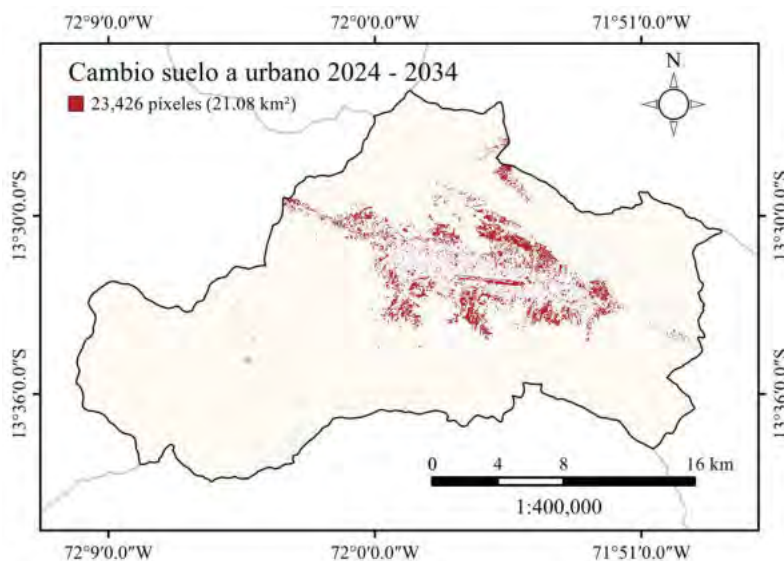 72°9'0.0"W 72°0'0.0"W 71°51'0.0"W
Cambio suelo a urbano 2024 - 2034
23,426 pixeles (21.08 km²)
N
13°30'0.0"S
13°30'0.0"S
13°36'0.0"S
13°36'0.0"S
0 4 8 16 km
1:400,000
72°9'0.0"W 72°0'0.0"W 71°51'0.0"W